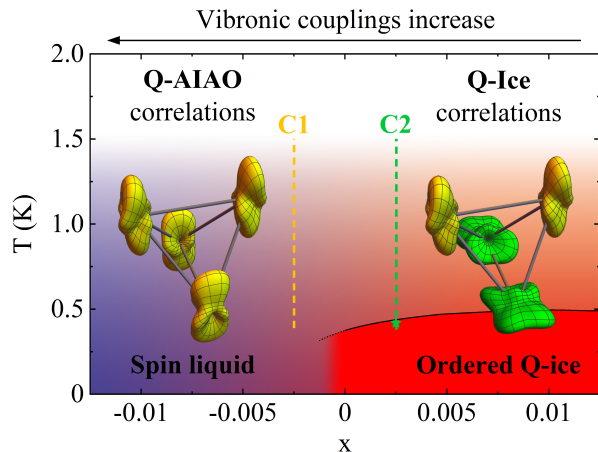 Vibronic couplings increase
2.0
Q-AIAO
correlations
Q-Ice
correlations
1.5
C1
C2
T (K)
1.0
0.5
Spin liquid
Ordered Q-ice
0
-0.01
-0.005
0
0.005
0.01
x